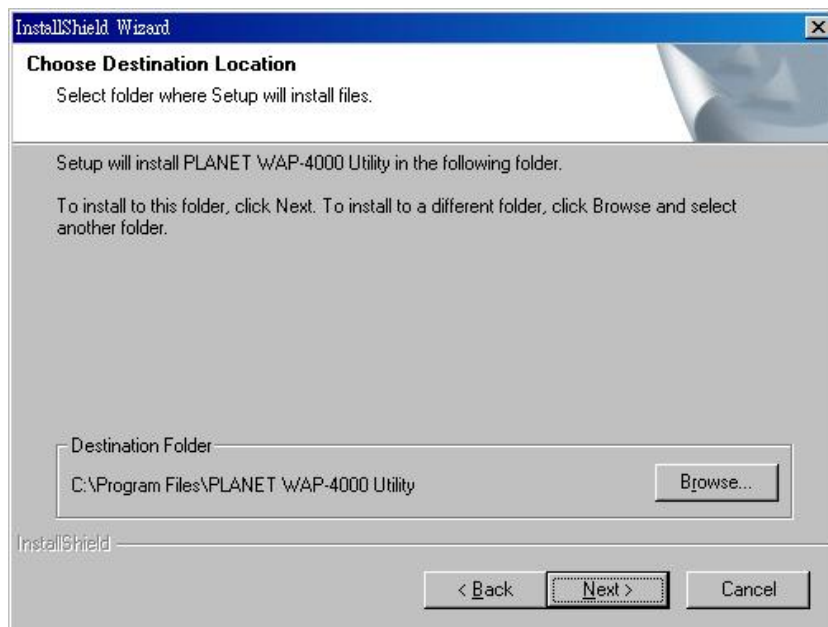 InstallShield Wizard
Choose Destination Location
Select folder where Setup will install files.
Setup will install PLANET WAP-4000 Utility in the following folder.
To install to this folder, click Next. To install to a different folder, click Browse and select
another folder.
Destination Folder
C:\Program Files\PLANET WAP-4000 Utility
Browse...
InstallShield
< Back
Next >
Cancel